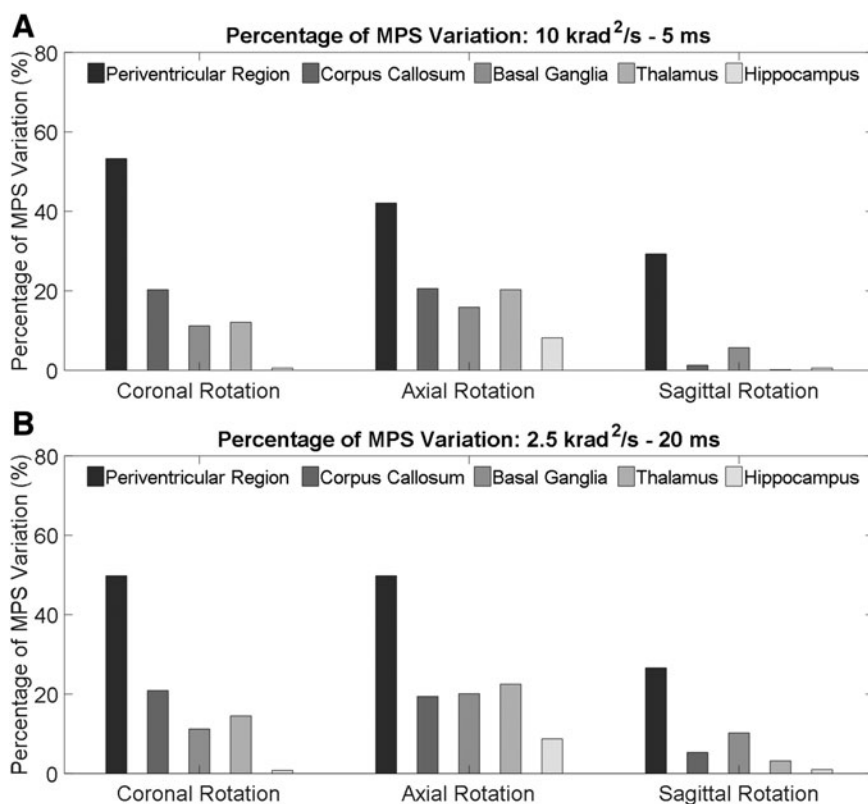 A
Percentage of MPS Variation: 10 krad²/s - 5 ms
80
Periventricular Region Corpus Callosum Basal Ganglia Thalamus Hippocampus
60
40
20
0
Percentage of MPS Variation (%)
Coronal Rotation Axial Rotation Sagittal Rotation
B
Percentage of MPS Variation: 2.5 krad²/s - 20 ms
80
Periventricular Region Corpus Callosum Basal Ganglia Thalamus Hippocampus
60
40
20
0
Percentage of MPS Variation (%)
Coronal Rotation Axial Rotation Sagittal Rotation